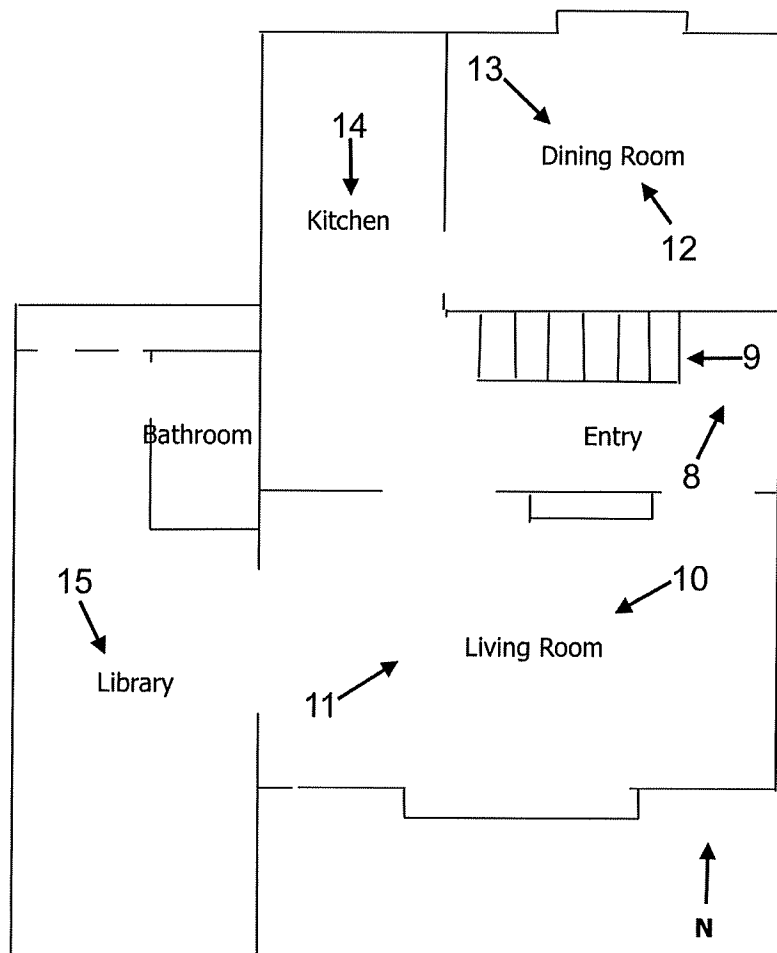 13
14
Dining Room
Kitchen
12
9
Bathroom
Entry
8
15
10
Living Room
Library
11
N